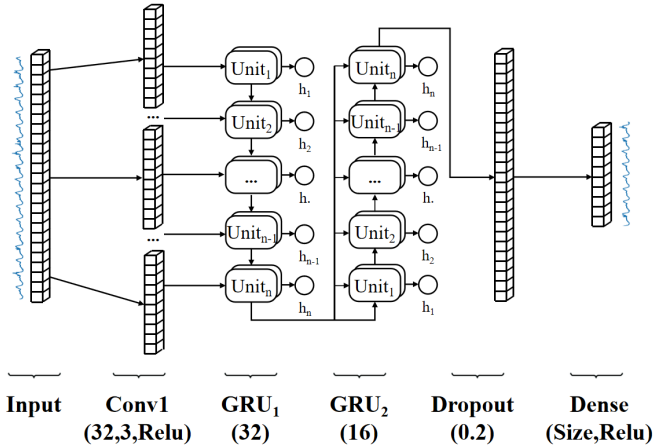 Unit₁
h₁
Unit₂
h₂
...
h.
Unitₙ₋₁
hₙ₋₁
Unitₙ
hₙ
...
...
Unitₙ
hₙ
Unitₙ₋₁
hₙ₋₁
...
h.
Unit₂
h₂
Unit₁
h₁
Input
Conv1
(32,3,Relu)
GRU₁
(32)
GRU₂
(16)
Dropout
(0.2)
Dense
(Size,Relu)